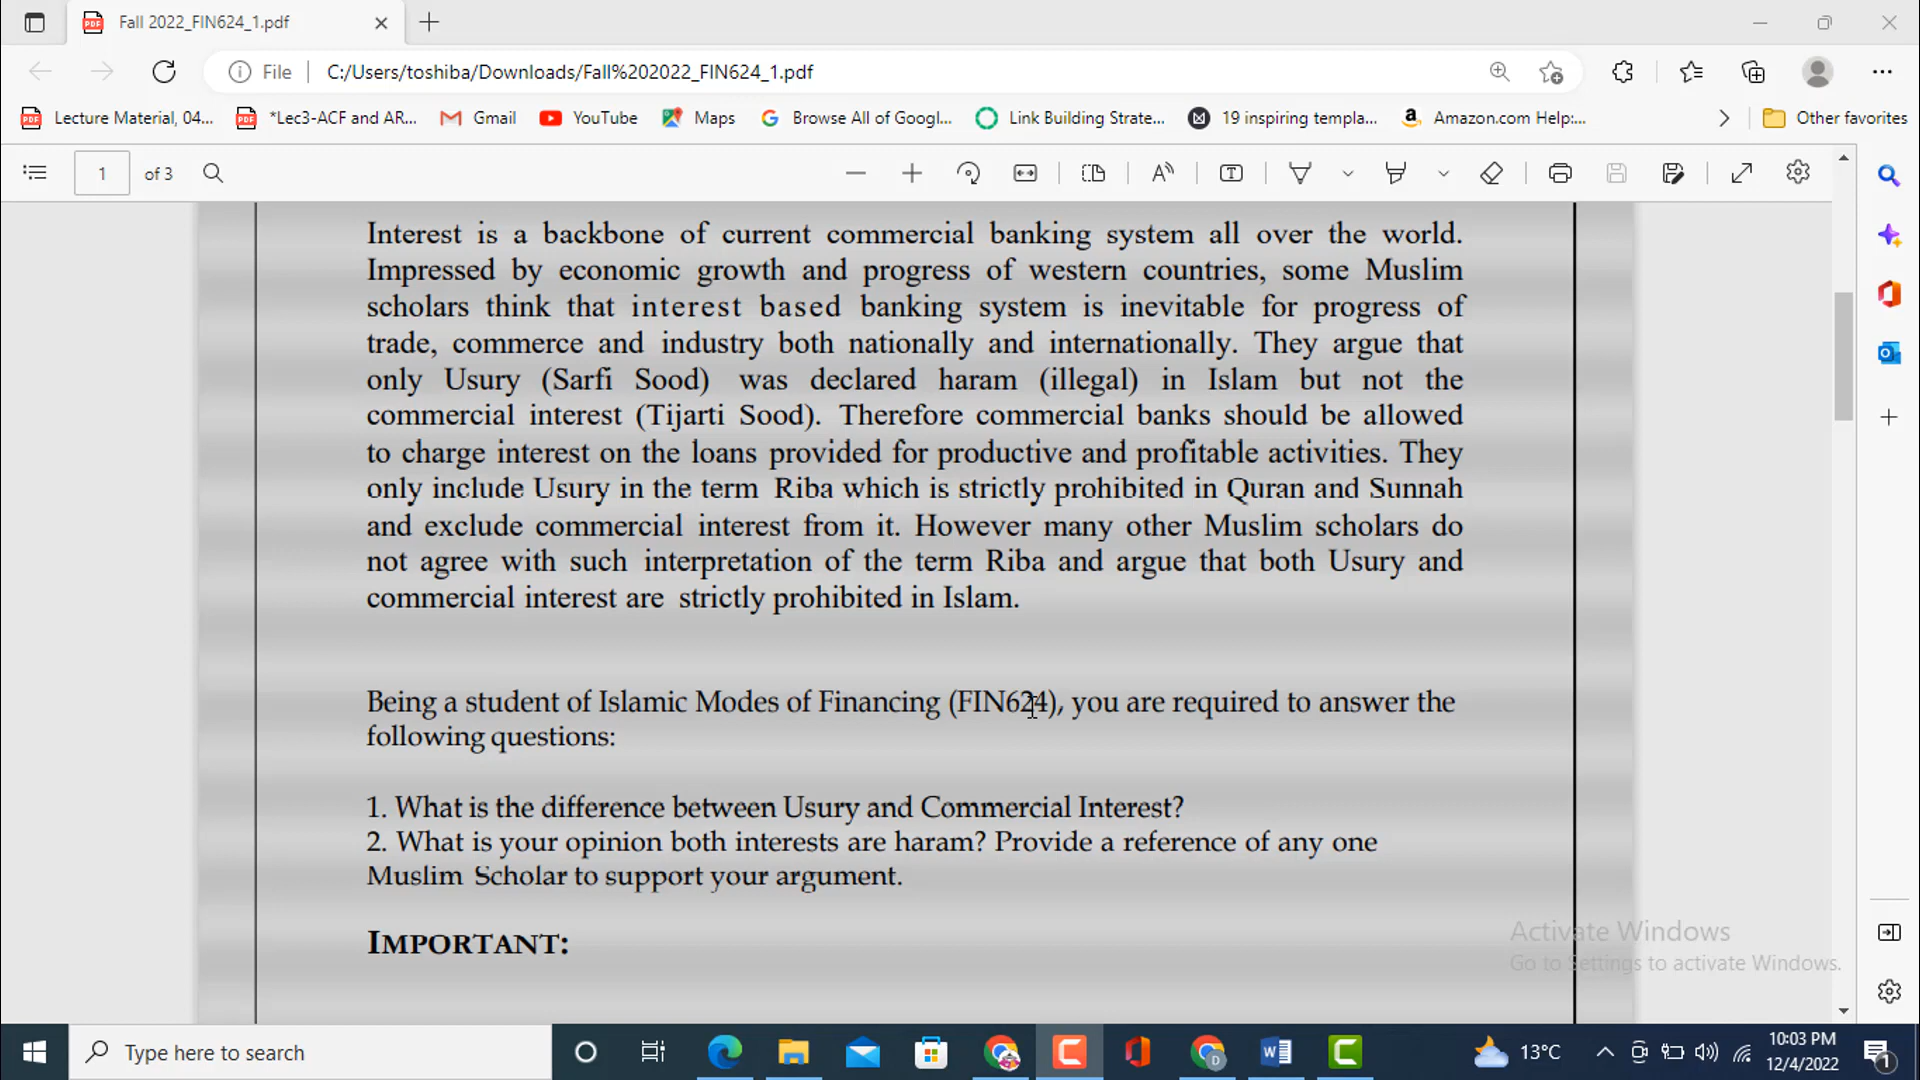 Fall 2022_FIN624_1.pdf
File
C:/Users/toshiba/Downloads/Fall%202022_FIN624_1.pdf
Lecture Material, 04...
*Lec3-ACF and AR...
Gmail
YouTube
Maps
Browse All of Googl...
Link Building Strate...
19 inspiring templa...
Amazon.com Help:...
Other favorites
1 of 3
Interest is a backbone of current commercial banking system all over the world.
Impressed by economic growth and progress of western countries, some Muslim
scholars think that interest based banking system is inevitable for progress of
trade, commerce and industry both nationally and internationally. They argue that
only Usury (Sarfi Sood) was declared haram (illegal) in Islam but not the
commercial interest (Tijarti Sood). Therefore commercial banks should be allowed
to charge interest on the loans provided for productive and profitable activities. They
only include Usury in the term Riba which is strictly prohibited in Quran and Sunnah
and exclude commercial interest from it. However many other Muslim scholars do
not agree with such interpretation of the term Riba and argue that both Usury and
commercial interest are strictly prohibited in Islam.
Being a student of Islamic Modes of Financing (FIN624), you are required to answer the
following questions:
1. What is the difference between Usury and Commercial Interest?
2. What is your opinion both interests are haram? Provide a reference of any one
Muslim Scholar to support your argument.
IMPORTANT:
Activate Windows
Go to Settings to activate Windows.
Type here to search
13°C
10:03 PM
12/4/2022
1